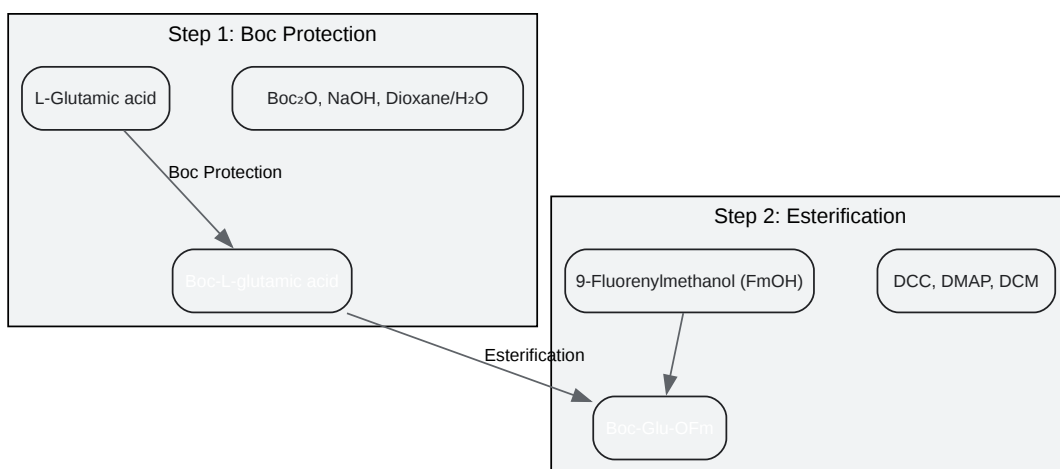 Step 1: Boc Protection
L-Glutamic acid
Boc₂O, NaOH, Dioxane/H₂O
Boc Protection
Boc-L-glutamic acid
Step 2: Esterification
9-Fluorenylmethanol (FmOH)
DCC, DMAP, DCM
Esterification
Boc-Glu-OFm